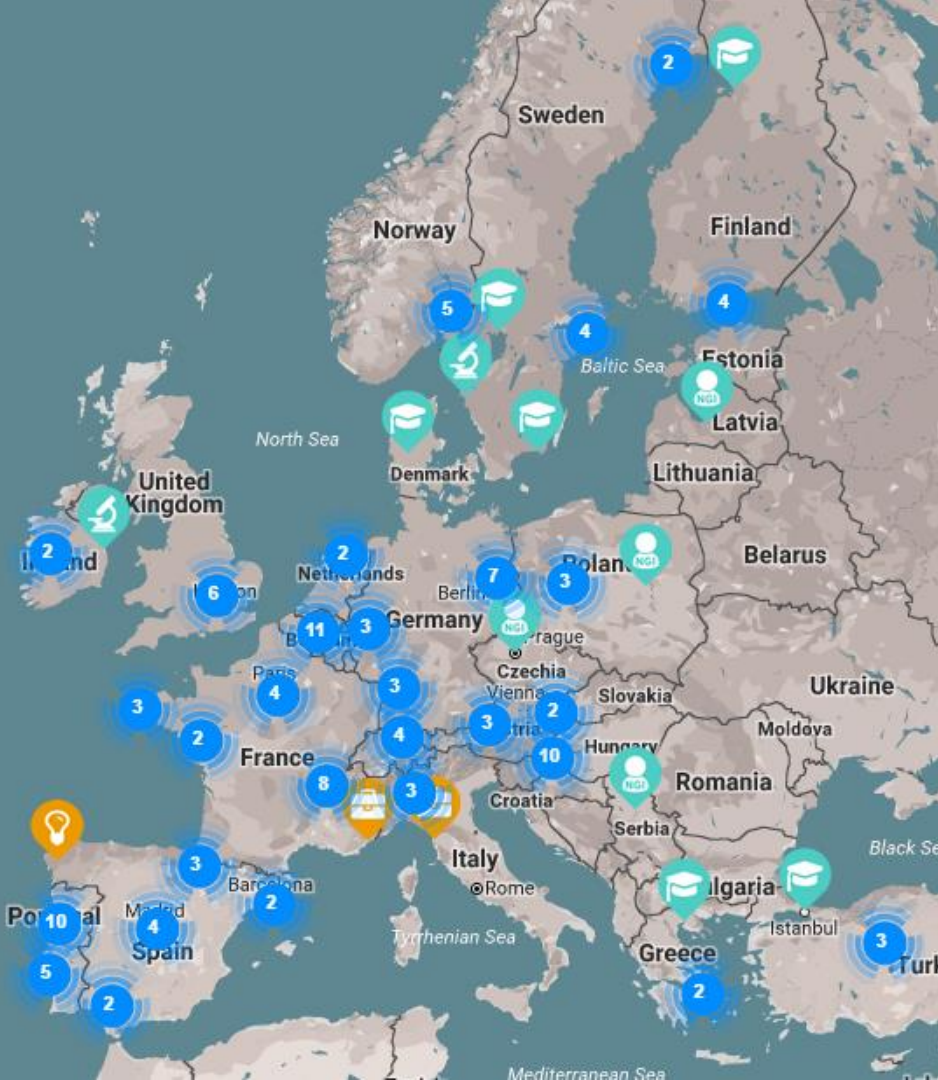 2
Sweden
Norway
Finland
5
4
4
Baltic Sea
Estonia
NGI
Latvia
North Sea
Denmark
Lithuania
United
Kingdom
2
6
2
Netherlands
7
Berlin
3
NGI
Belarus
11
3
Germany
NGI
Prague
Czechia
Paris
4
3
Vienna
Slovakia
Ukraine
3
2
France
4
3
2
10
Hungary
Moldova
8
3
Croatia
NGI
Romania
Serbia
Black Se
Italy
Rome
3
Barcelona
2
10
Madrid
4
Spain
5
2
Tyrrhenian Sea
Greece
2
Istanbul
3
Turk
Mediterranean Sea